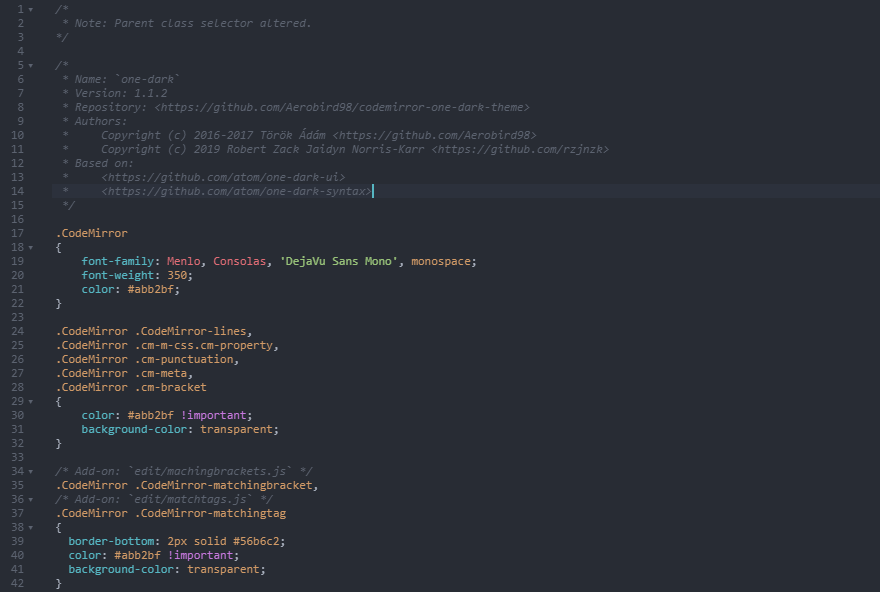 1 /*
2  * Note: Parent class selector altered.
3 */
4
5 /*
6  * Name: `one-dark`
7  * Version: 1.1.2
8  * Repository: <https://github.com/Aerobird98/codemirror-one-dark-theme>
9  * Authors:
10  *     Copyright (c) 2016-2017 Török Ádám <https://github.com/Aerobird98>
11  *     Copyright (c) 2019 Robert Zack Jaidyn Norris-Karr <https://github.com/rzjnzk>
12  * Based on:
13  *     <https://github.com/atom/one-dark-ui>
14  *     <https://github.com/atom/one-dark-syntax>
15  */
16
17 .CodeMirror
18 {
19     font-family: Menlo, Consolas, 'DejaVu Sans Mono', monospace;
20     font-weight: 350;
21     color: #abb2bf;
22 }
23
24 .CodeMirror .CodeMirror-lines,
25 .CodeMirror .cm-m-css.cm-property,
26 .CodeMirror .cm-punctuation,
27 .CodeMirror .cm-meta,
28 .CodeMirror .cm-bracket
29 {
30     color: #abb2bf !important;
31     background-color: transparent;
32 }
33
34 /* Add-on: `edit/machingbrackets.js` */
35 .CodeMirror .CodeMirror-matchingbracket,
36 /* Add-on: `edit/matchtags.js` */
37 .CodeMirror .CodeMirror-matchingtag
38 {
39   border-bottom: 2px solid #56b6c2;
40   color: #abb2bf !important;
41   background-color: transparent;
42 }